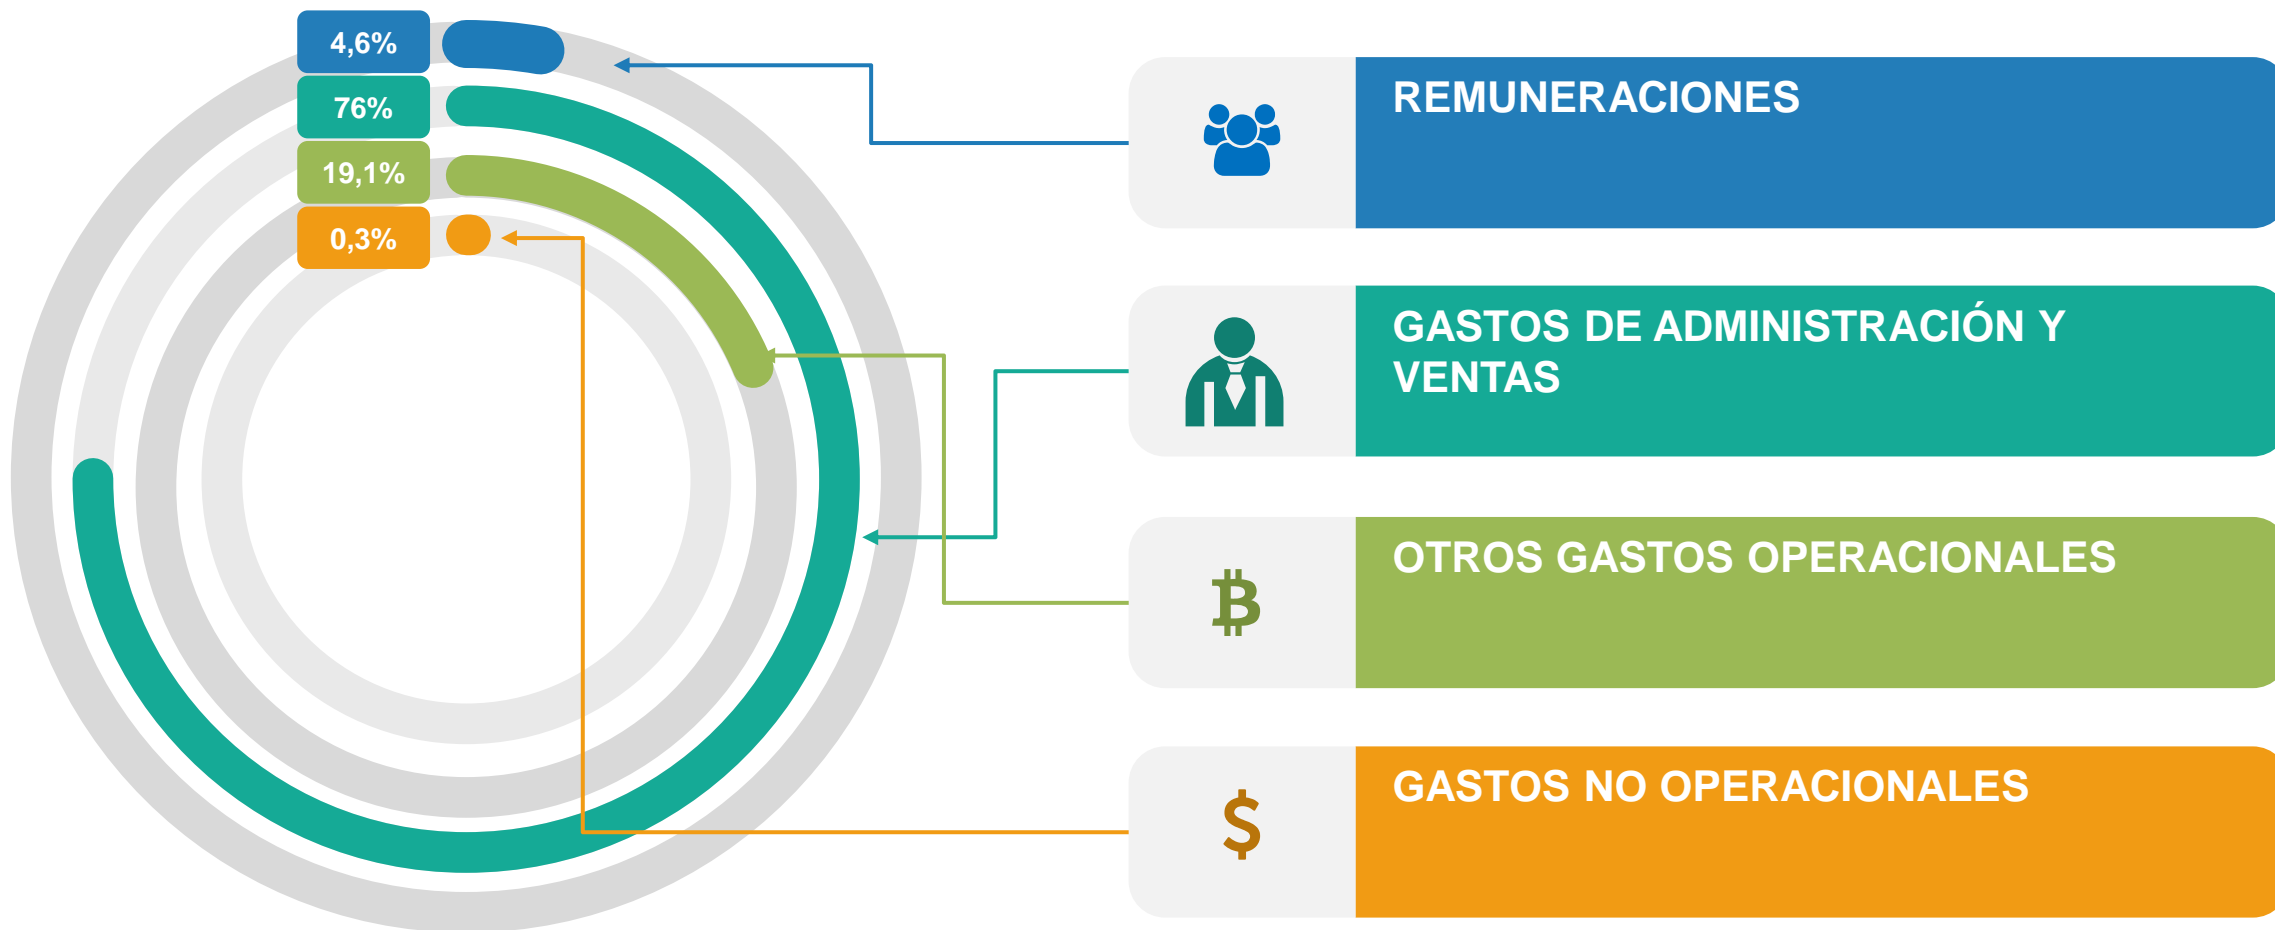 4,6%
76%
19,1%
0,3%
REMUNERACIONES
GASTOS DE ADMINISTRACIÓN Y
VENTAS
OTROS GASTOS OPERACIONALES
GASTOS NO OPERACIONALES